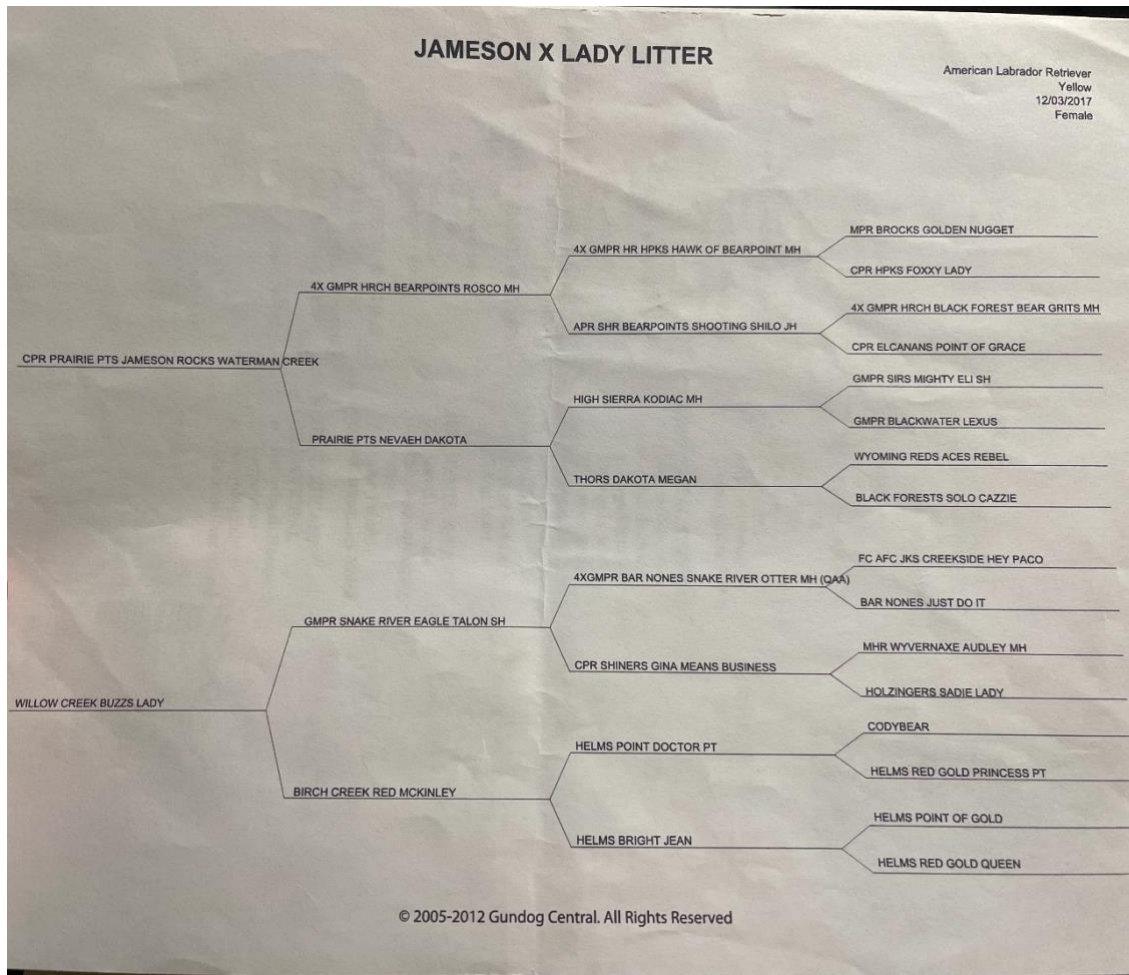 JAMESON X LADY LITTER
American Labrador Retriever
Yellow
12/03/2017
Female
MPR BROCKS GOLDEN NUGGET
4X GMPR HR HPKS HAWK OF BEARPOINT MH
CPR HPKS FOXXY LADY
4X GMPR HRCH BEARPOINTS ROSCO MH
4X GMPR HRCH BLACK FOREST BEAR GRITS MH
APR SHR BEARPOINTS SHOOTING SHILO JH
CPR ELCANANS POINT OF GRACE
CPR PRAIRIE PTS JAMESON ROCKS WATERMAN CREEK
GMPR SIRS MIGHTY ELI SH
HIGH SIERRA KODIAC MH
GMPR BLACKWATER LEXUS
PRAIRIE PTS NEVAEH DAKOTA
WYOMING REDS ACES REBEL
THORS DAKOTA MEGAN
BLACK FORESTS SOLO CAZZIE
FC AFC JKS CREEKSIDE HEY PACO
4XGMPR BAR NONES SNAKE RIVER OTTER MH (QAA)
BAR NONES JUST DO IT
GMPR SNAKE RIVER EAGLE TALON SH
MHR WYVERNAXE AUDLEY MH
CPR SHINERS GINA MEANS BUSINESS
HOLZINGERS SADIE LADY
WILLOW CREEK BUZZS LADY
CODYBEAR
HELMS POINT DOCTOR PT
HELMS RED GOLD PRINCESS PT
BIRCH CREEK RED MCKINLEY
HELMS POINT OF GOLD
HELMS BRIGHT JEAN
HELMS RED GOLD QUEEN
© 2005-2012 Gundog Central. All Rights Reserved